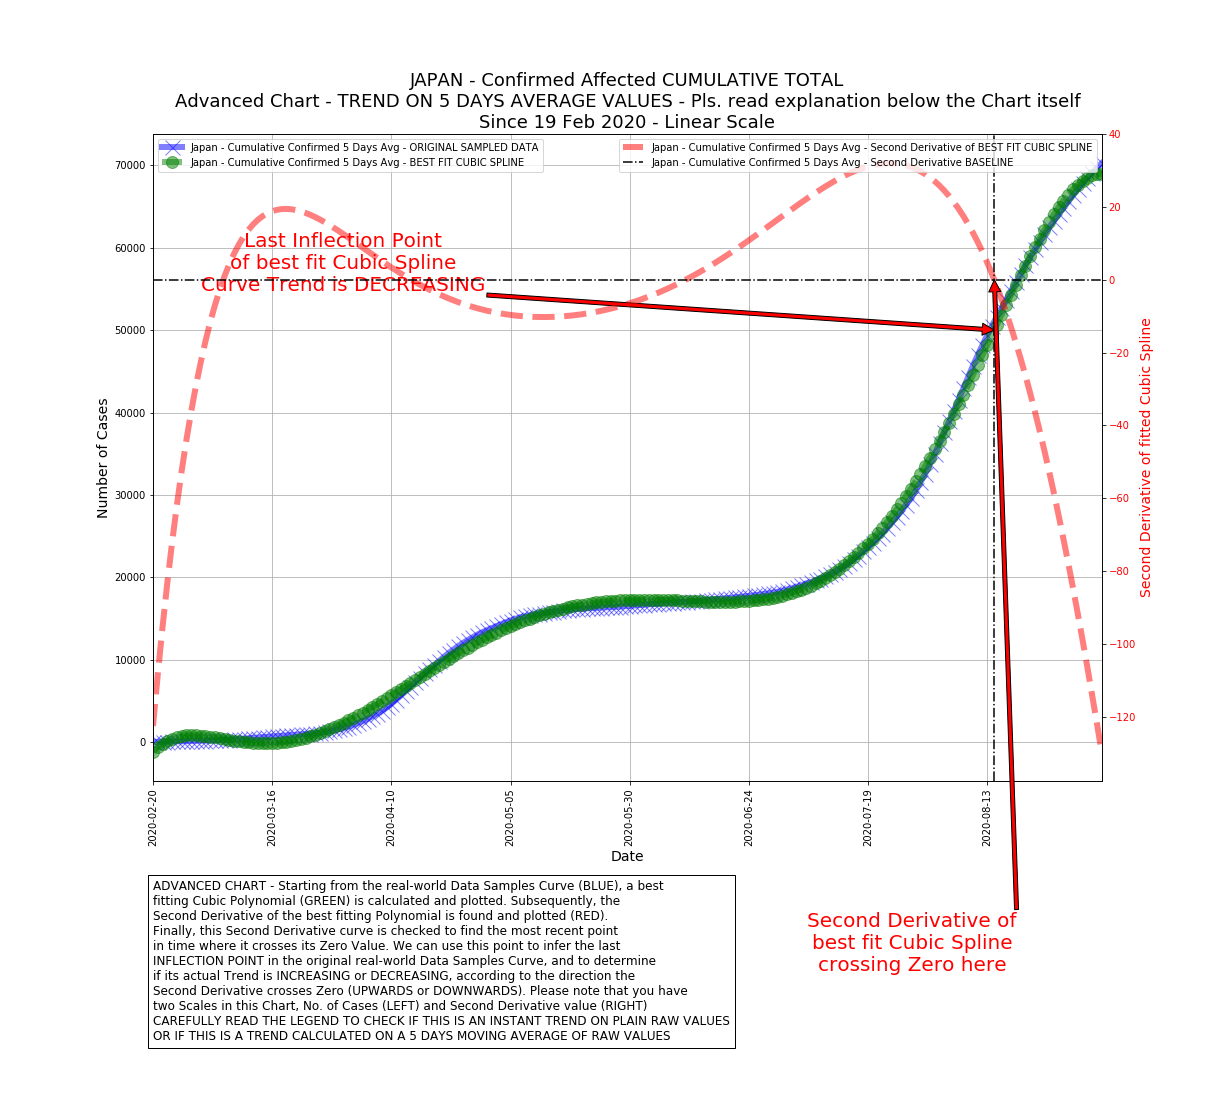 JAPAN - Confirmed Affected CUMULATIVE TOTAL
Advanced Chart - TREND ON 5 DAYS AVERAGE VALUES - Pls. read explanation below the Chart itself
Since 19 Feb 2020 - Linear Scale
Japan - Cumulative Confirmed 5 Days Avg - ORIGINAL SAMPLED DATA
Japan - Cumulative Confirmed 5 Days Avg - BEST FIT CUBIC SPLINE
Japan - Cumulative Confirmed 5 Days Avg - Second Derivative of BEST FIT CUBIC SPLINE
Japan - Cumulative Confirmed 5 Days Avg - Second Derivative BASELINE
Last Inflection Point
of best fit Cubic Spline
Curve Trend is DECREASING
Number of Cases
70000
60000
50000
40000
30000
20000
10000
0
40
20
0
−20
−40
−60
−80
−100
−120
Second Derivative of fitted Cubic Spline
2020-02-20
2020-03-16
2020-04-10
2020-05-05
2020-05-30
2020-06-24
2020-07-19
2020-08-13
Date
Second Derivative of
best fit Cubic Spline
crossing Zero here
ADVANCED CHART - Starting from the real-world Data Samples Curve (BLUE), a best
fitting Cubic Polynomial (GREEN) is calculated and plotted. Subsequently, the
Second Derivative of the best fitting Polynomial is found and plotted (RED).
Finally, this Second Derivative curve is checked to find the most recent point
in time where it crosses its Zero Value. We can use this point to infer the last
INFLECTION POINT in the original real-world Data Samples Curve, and to determine
if its actual Trend is INCREASING or DECREASING, according to the direction the
Second Derivative crosses Zero (UPWARDS or DOWNWARDS). Please note that you have
two Scales in this Chart, No. of Cases (LEFT) and Second Derivative value (RIGHT)
CAREFULLY READ THE LEGEND TO CHECK IF THIS IS AN INSTANT TREND ON PLAIN RAW VALUES
OR IF THIS IS A TREND CALCULATED ON A 5 DAYS MOVING AVERAGE OF RAW VALUES